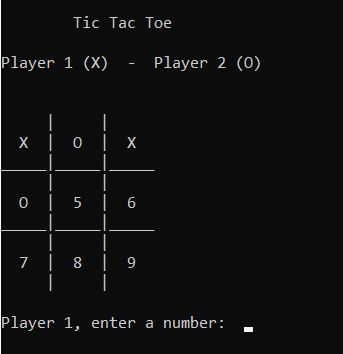 Tic Tac Toe
Player 1 (X)  -  Player 2 (O)
X | O | X
O | 5 | 6
7 | 8 | 9
Player 1, enter a number: